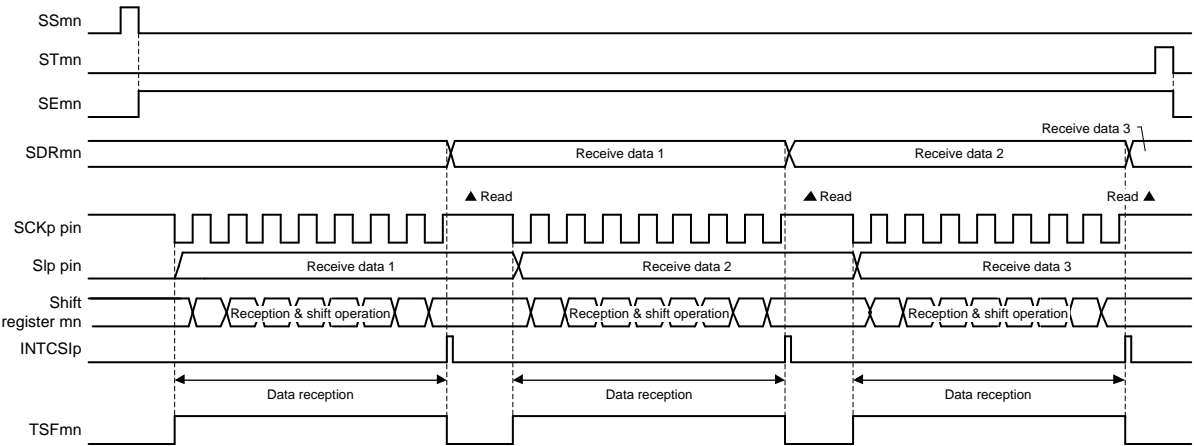 SSmn
STmn
SEmn
Receive data 3
SDRmn
Receive data 1
Receive data 2
▲ Read
▲ Read
Read ▲
SCKp pin
SIp pin
Receive data 1
Receive data 2
Receive data 3
Shift
register mn
Reception & shift operation
Reception & shift operation
Reception & shift operation
INTCSIp
Data reception
Data reception
Data reception
TSFmn